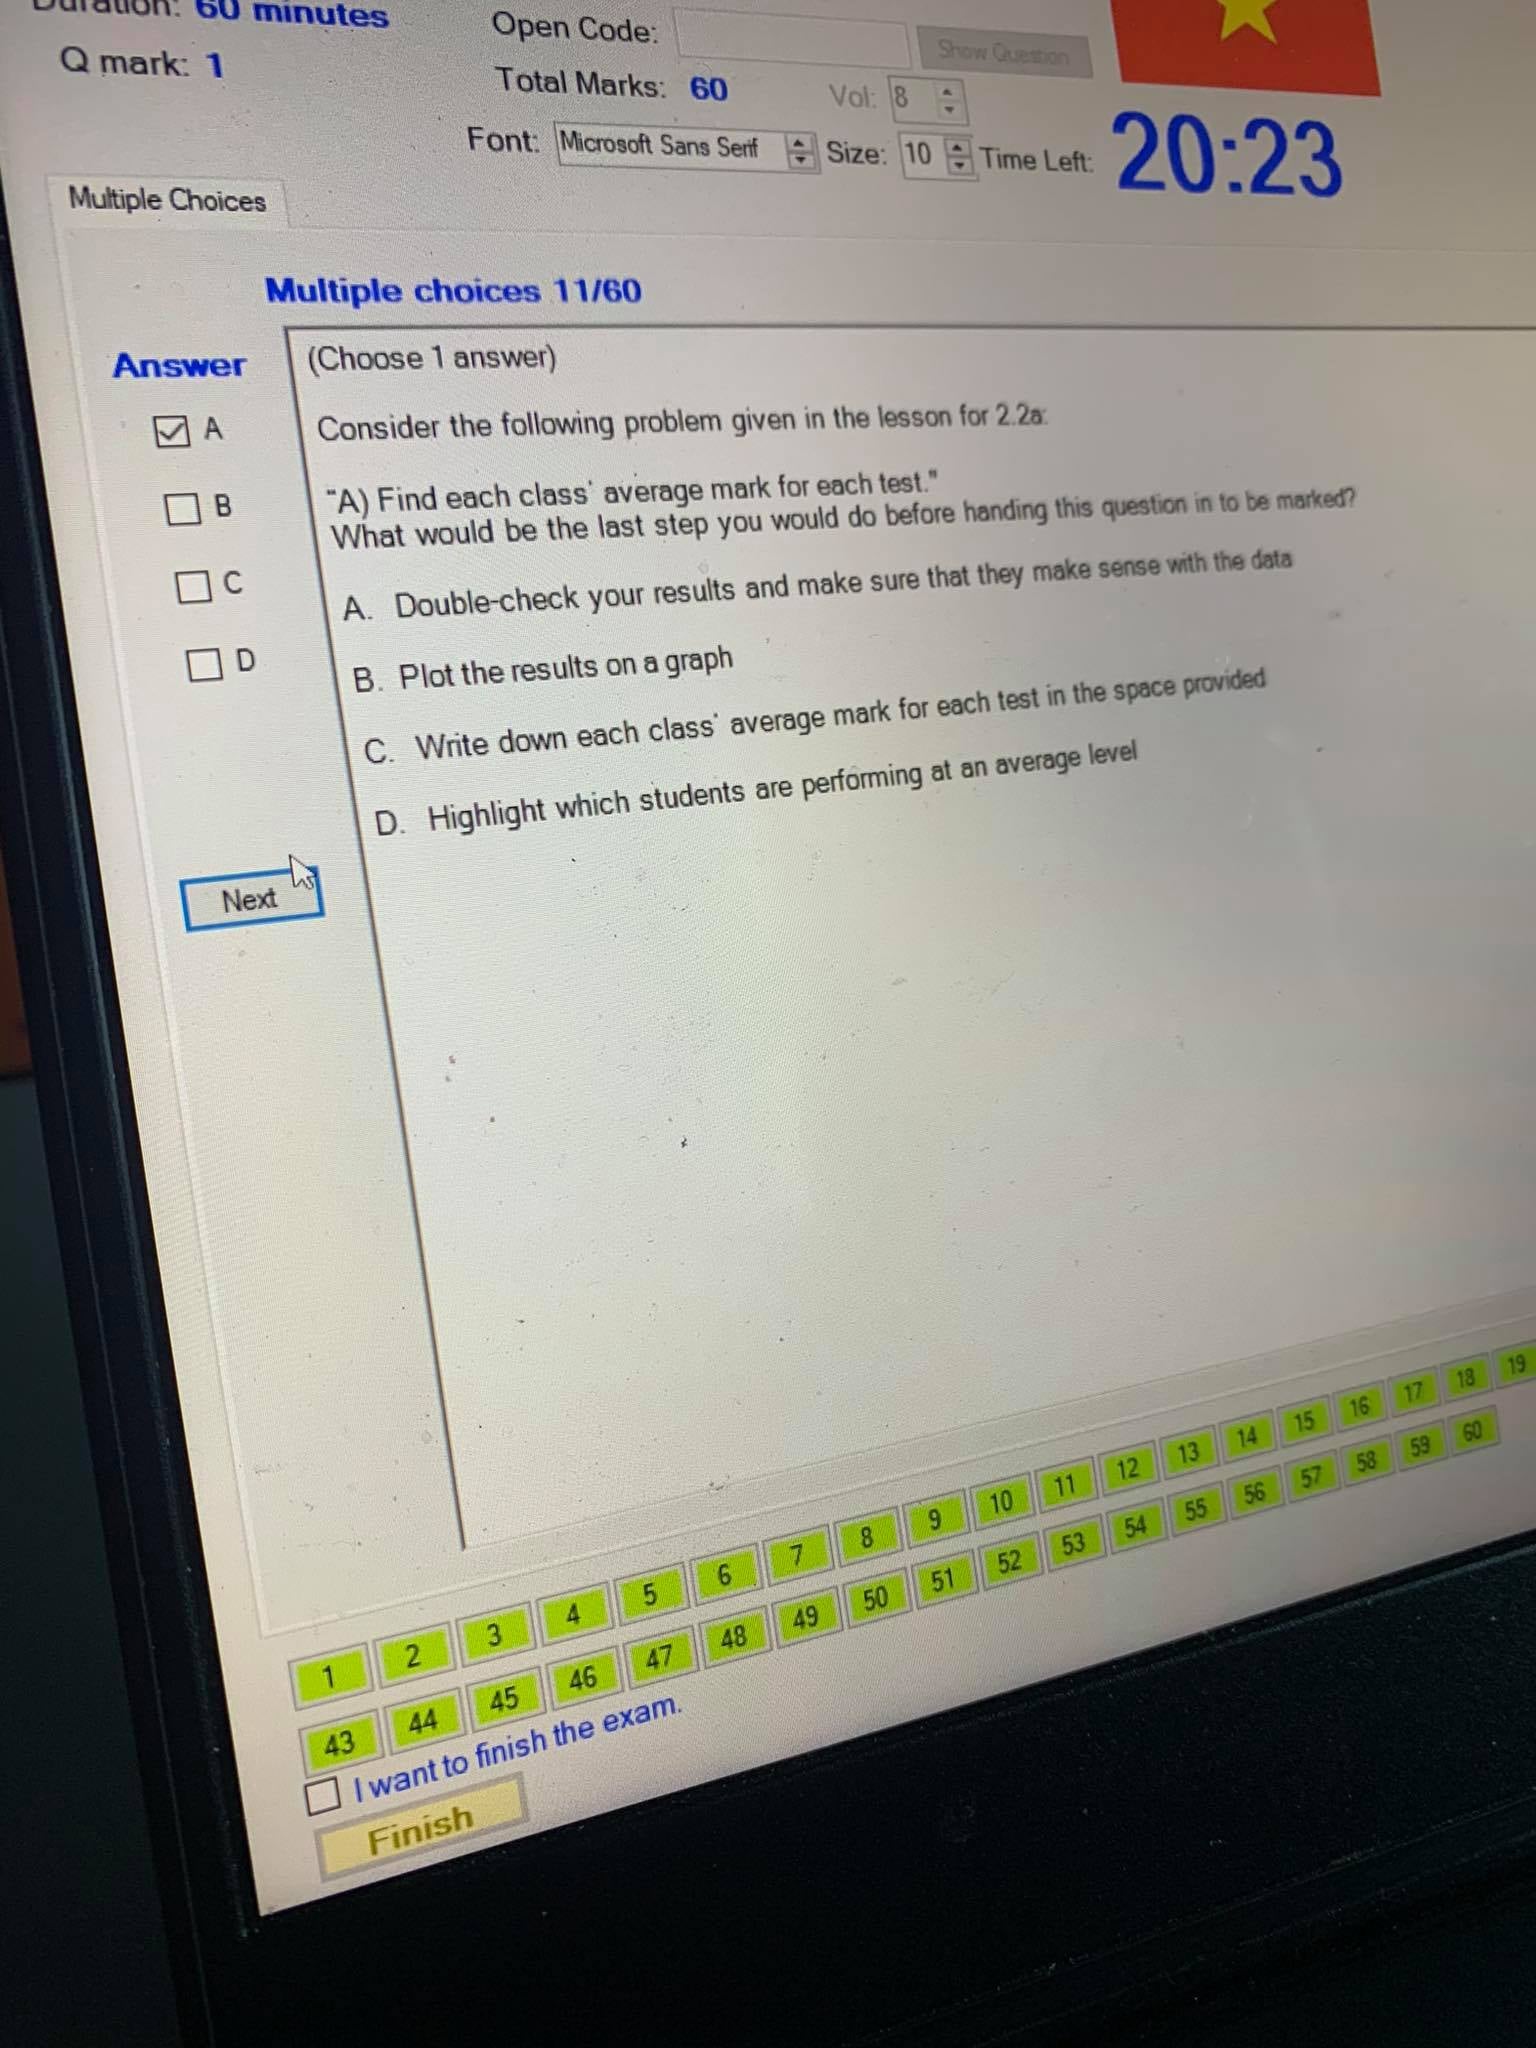 Duration: 60 minutes
Q mark: 1
Open Code:
Show Question
Total Marks: 60
Vol: 8
Font: Microsoft Sans Serif
Size: 10
Time Left: 20:23
Multiple Choices
Multiple choices 11/60
Answer
A
B
C
D
Next
(Choose 1 answer)
Consider the following problem given in the lesson for 2.2a:
"A) Find each class' average mark for each test."
What would be the last step you would do before handing this question in to be marked?
A. Double-check your results and make sure that they make sense with the data
B. Plot the results on a graph
C. Write down each class' average mark for each test in the space provided
D. Highlight which students are performing at an average level
1 2 3 4 5 6 7 8 9 10 11 12 13 14 15 16 17 18 19
43 44 45 46 47 48 49 50 51 52 53 54 55 56 57 58 59 60
I want to finish the exam.
Finish